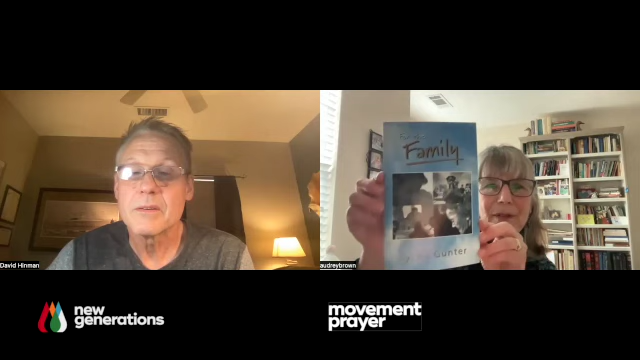 Family
Gunter
David Hinman
audreybrown
new
generations
movement
prayer